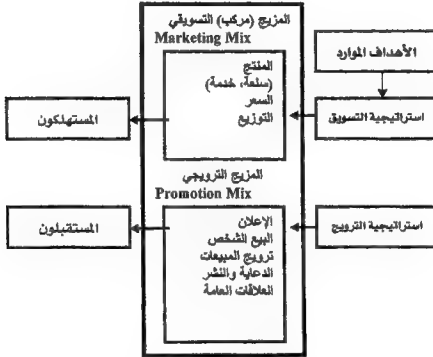 المزيج (مركب) التسويقي
Marketing Mix
الأهداف الموارد
المنتج
(سلعة، خدمة)
السعر
التوزيع
استراتيجية التسويق
المستهلكون
المزيج الترويجي
Promotion Mix
الإعلان
البيع الشخص
ترويج المبيعات
الدعاية والنشر
العلاقات العامة
استراتيجية الترويج
المستقبلون